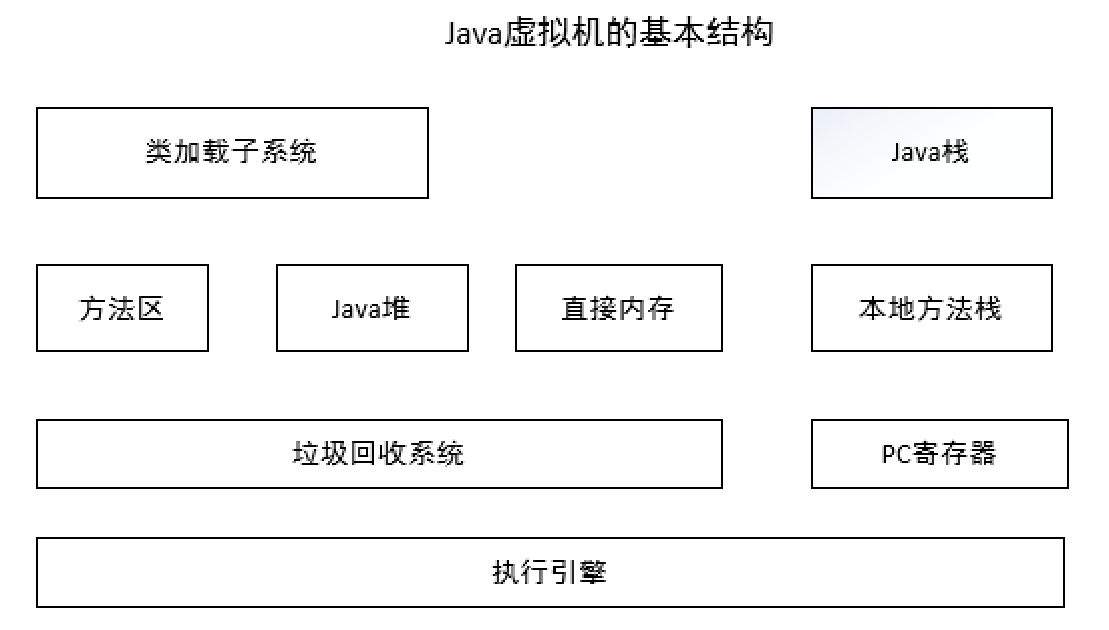 Java虚拟机的基本结构
类加载子系统
Java栈
方法区
Java堆
直接内存
本地方法栈
垃圾回收系统
PC寄存器
执行引擎